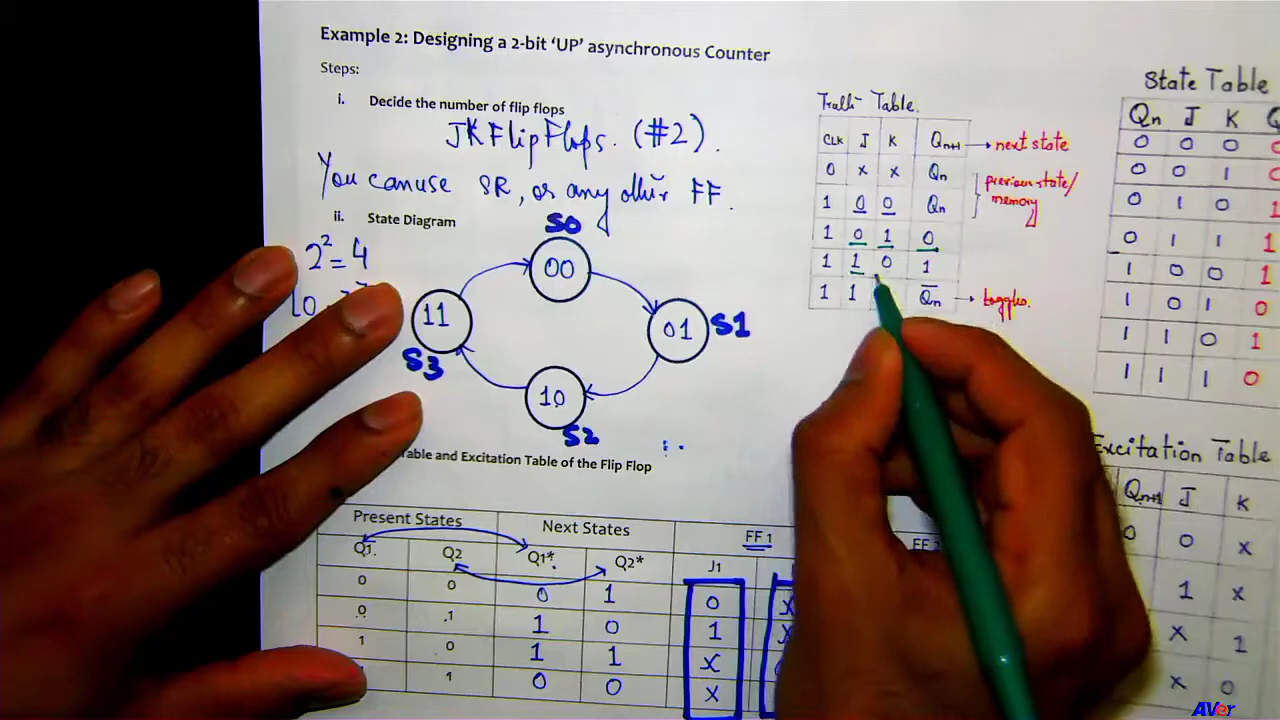 Example 2: Designing a 2-bit ‘UP’ asynchronous Counter
Steps:
i. Decide the number of flip flops
JK Flip Flops. (#2).
You can use SR, or any other FF.
ii. State Diagram
2² = 4
S0
00
11
01
S1
S3
10
S2
Table and Excitation Table of the Flip Flop
Present States Next States FF 1
Q1. Q2 Q1*. Q2* J1
0 0 0 1 0 x
0 1 1 0 1 x
1 0 1 1 x
1 0 0 x
Truth Table.
CLK J K Qn+1 → next state
0 x x Qn
previous state/
memory
1 0 0 Qn
1 0 1 0
1 1 0 1
1 1 Q̅n → toggles.
State Table
Qn J K
0 0 0 0
0 0 1 0
0 1 0 1
0 1 1 1
1 0 0 1
1 0 1 0
1 1 0 1
1 1 1 0
Excitation Table
Qn+1 J K
0 0 x
1 x
x 1
x 0
AVer